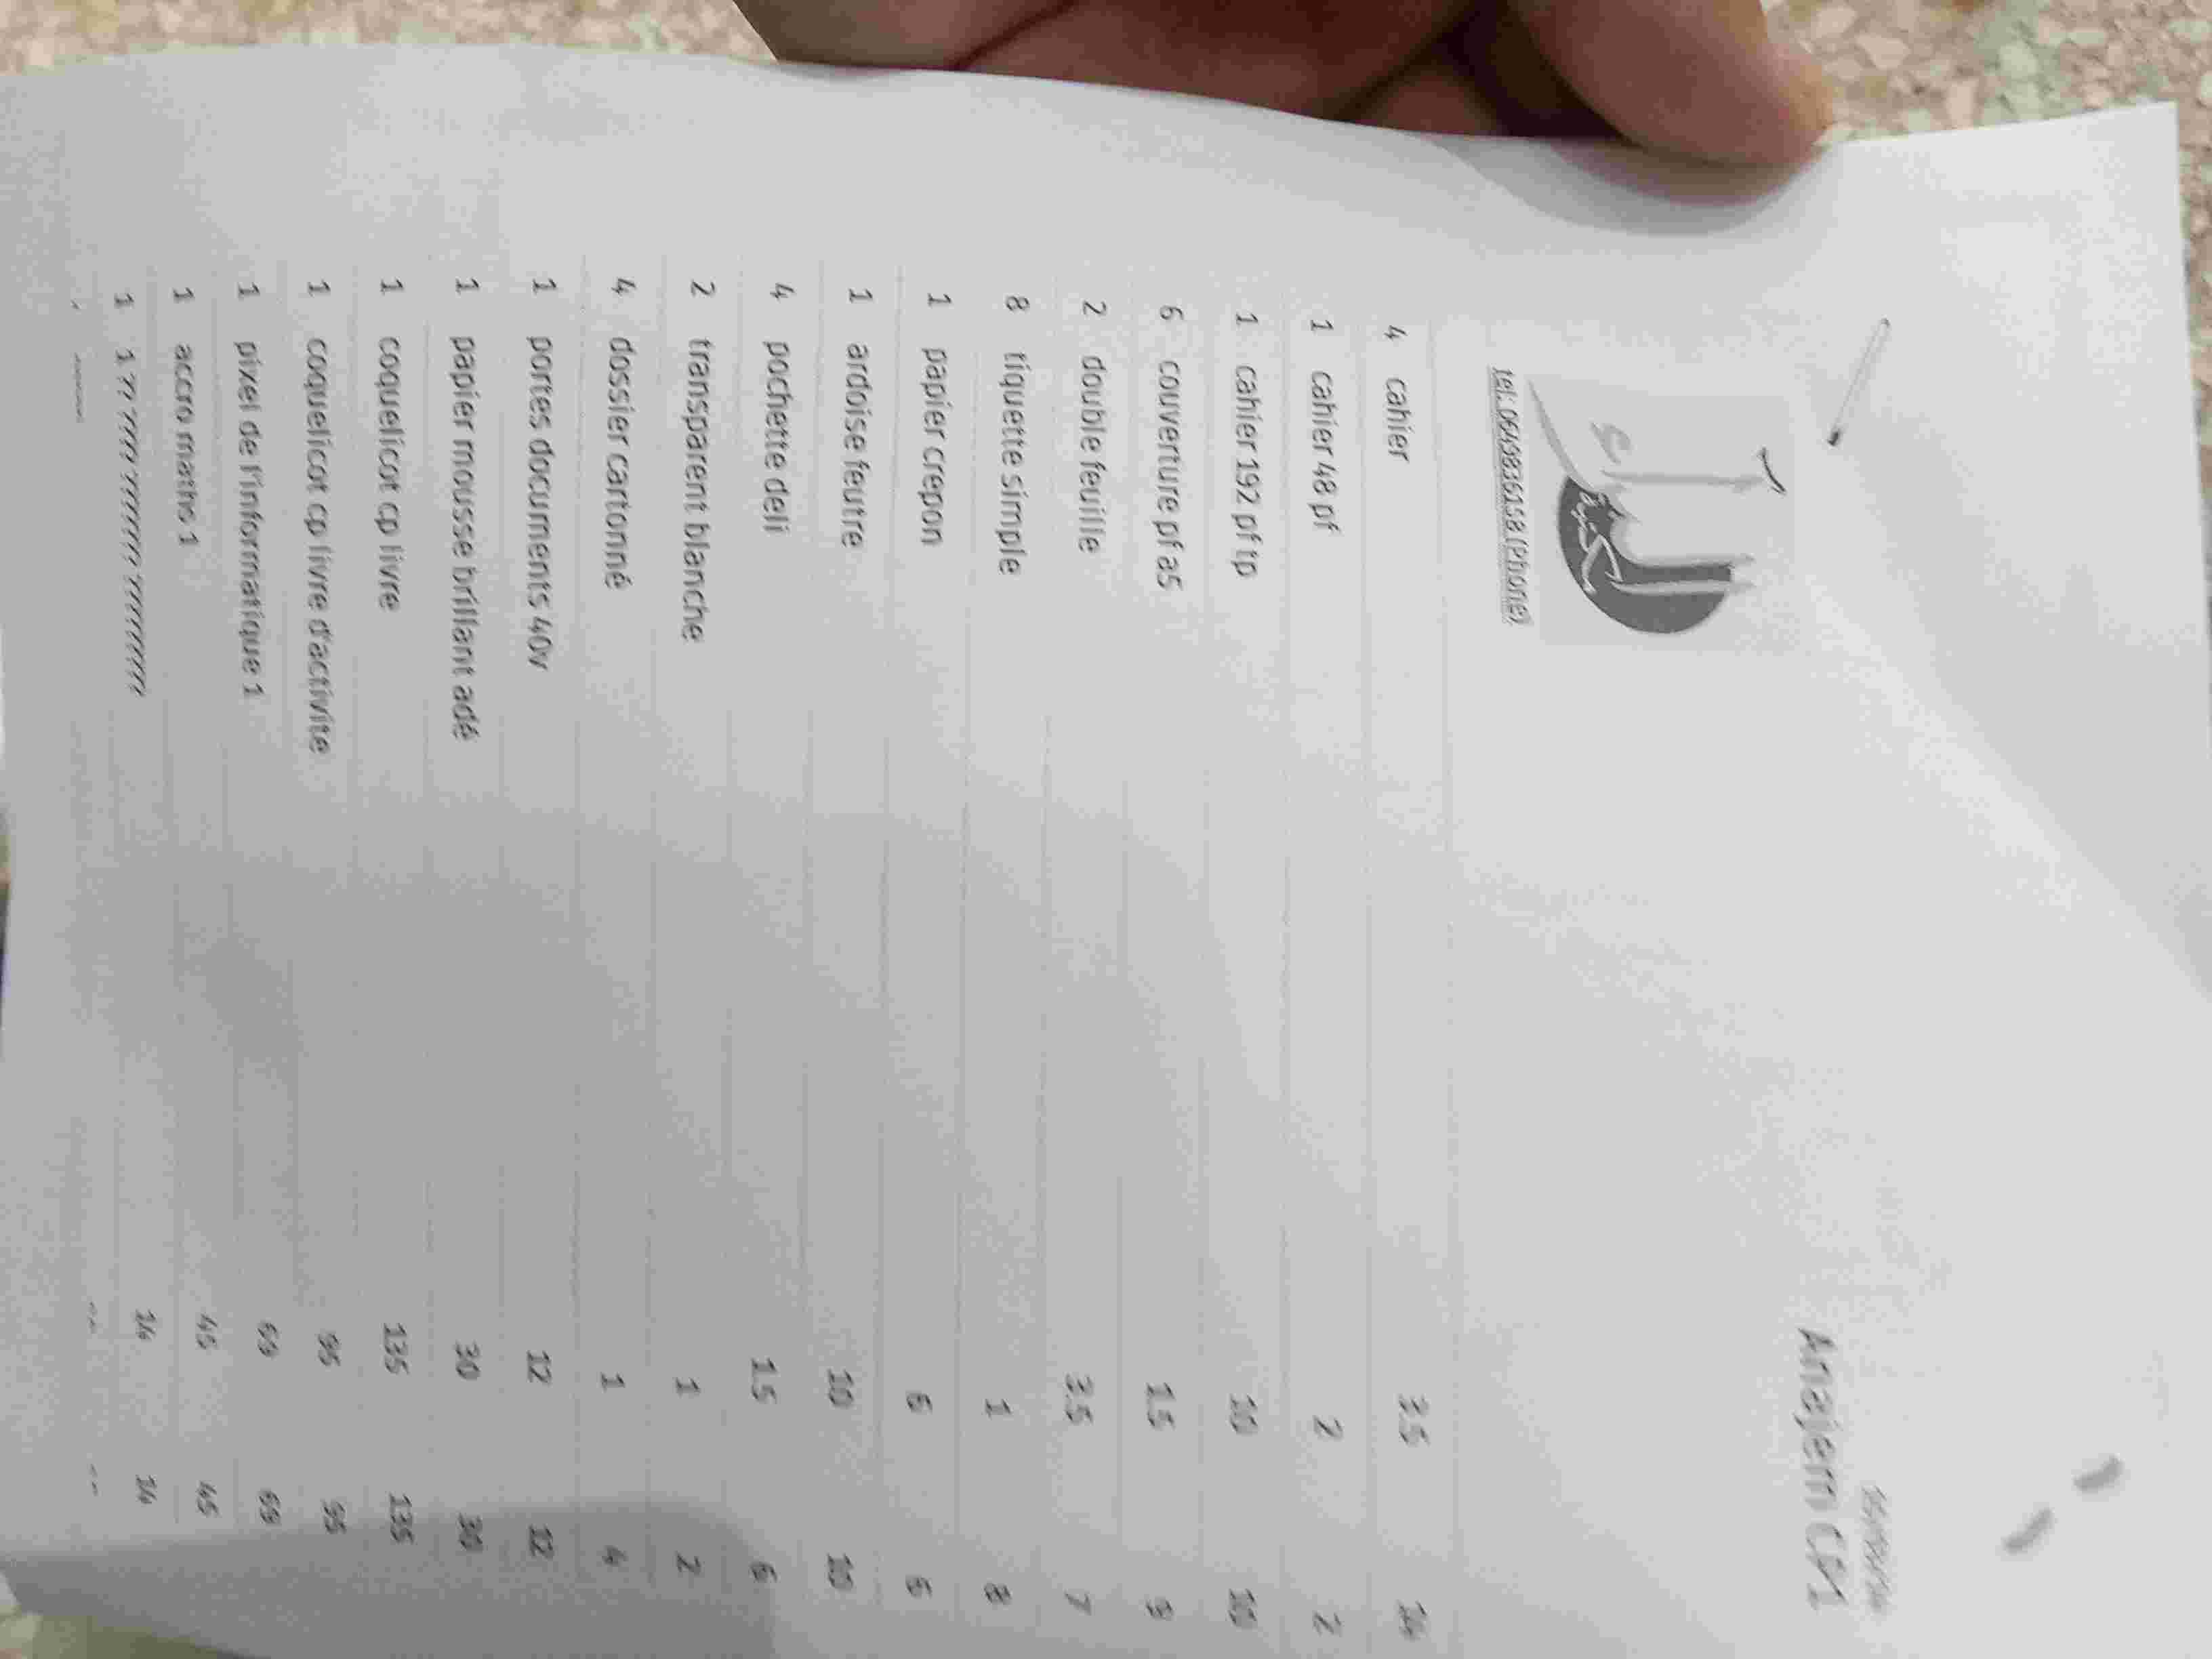 Anajem CP1
tel: 0649836158 (Phone)
4 cahier 3.5 14
1 cahier 48 pf 2 2
1 cahier 192 pf tp 10 10
6 couverture pf a5 1.5 9
2 double feuille 3.5 7
8 tiquette simple 1 8
1 papier crepon 6 6
1 ardoise feutre 10 10
4 pochette deli 1.5 6
2 transparent blanche 1 2
4 dossier cartonné 1 4
1 portes documents 40v 12 12
1 papier mousse brillant adé 30 30
1 coquelicot cp livre 135 135
1 coquelicot cp livre d'activite 95 95
1 pixel de l'informatique 1 69 69
1 accro maths 1 45 45
1 1 ?? ???? ??????? ????????? 14 14